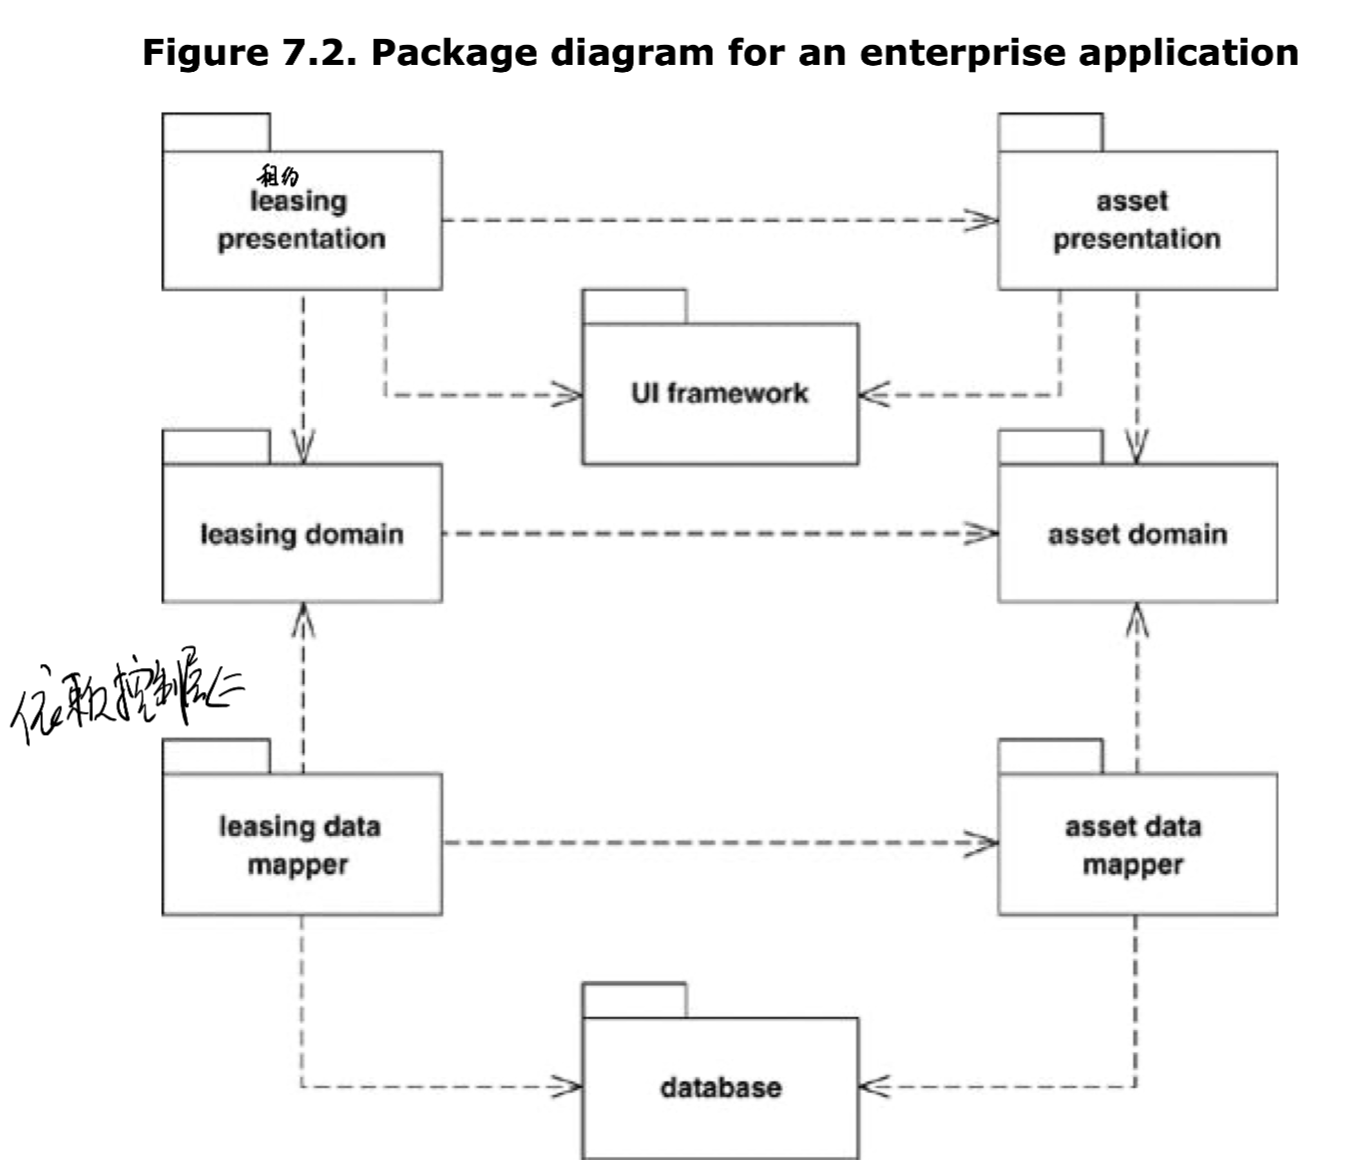 Figure 7.2. Package diagram for an enterprise application
租约
leasing
presentation
asset
presentation
UI framework
leasing domain
asset domain
依赖控制层
leasing data
mapper
asset data
mapper
database